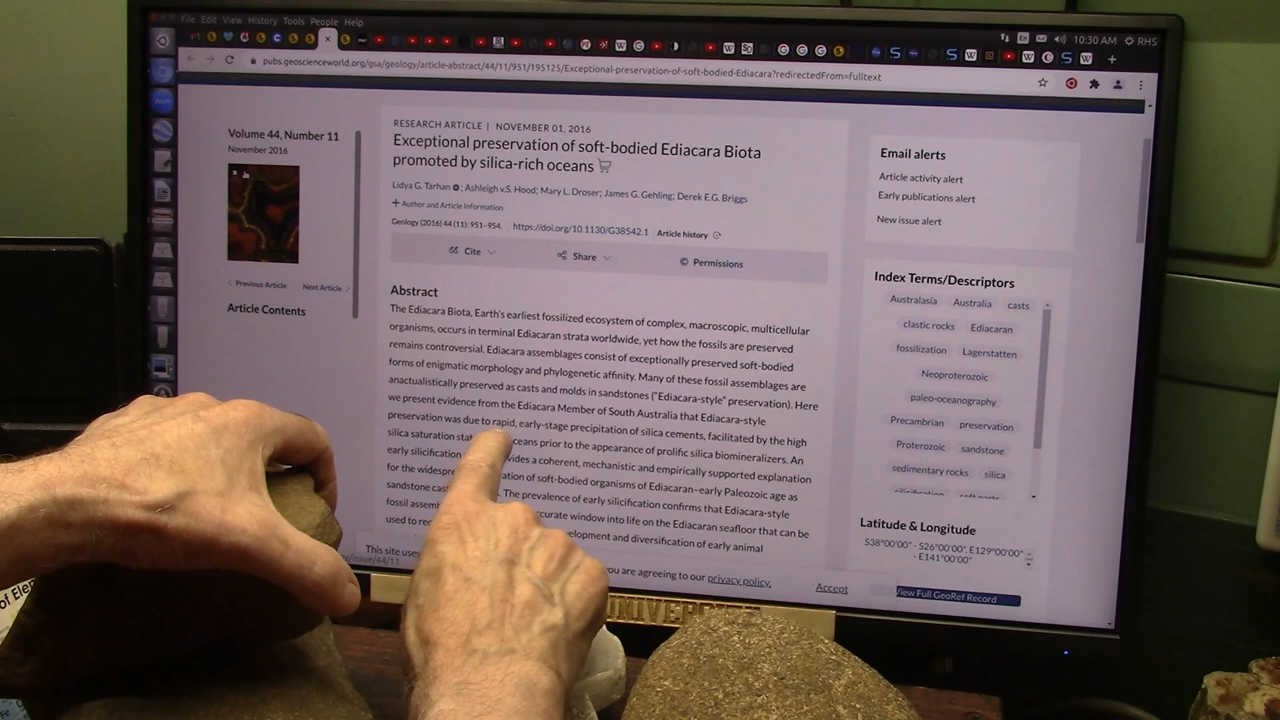 File Edit View History Tools People Help
En 10:30 AM RHS
pubs.geoscienceworld.org/gsa/geology/article-abstract/44/11/951/195125/Exceptional-preservation-of-soft-bodied-Ediacara?redirectedFrom=fulltext
Volume 44, Number 11
November 2016
Previous Article Next Article
Article Contents
RESEARCH ARTICLE | NOVEMBER 01, 2016
Exceptional preservation of soft-bodied Ediacara Biota
promoted by silica-rich oceans
Lidya G. Tarhan; Ashleigh v.S. Hood; Mary L. Droser; James G. Gehling; Derek E.G. Briggs
+ Author and Article Information
Geology (2016) 44 (11): 951–954. https://doi.org/10.1130/G38542.1 Article history
Cite Share © Permissions
Abstract
The Ediacara Biota, Earth's earliest fossilized ecosystem of complex, macroscopic, multicellular
organisms, occurs in terminal Ediacaran strata worldwide, yet how the fossils are preserved
remains controversial. Ediacara assemblages consist of exceptionally preserved soft-bodied
forms of enigmatic morphology and phylogenetic affinity. Many of these fossil assemblages are
anactualistically preserved as casts and molds in sandstones ("Ediacara-style" preservation). Here
we present evidence from the Ediacara Member of South Australia that Ediacara-style
preservation was due to rapid, early-stage precipitation of silica cements, facilitated by the high
silica saturation oceans prior to the appearance of prolific silica biomineralizers. An
early silicification a coherent, mechanistic and empirically supported explanation
for the of soft-bodied organisms of Ediacaran–early Paleozoic age as
sandstone The prevalence of early silicification confirms that Ediacara-style
fossil window into life on the Ediacaran seafloor that can be
used to and diversification of early animal
This site uses
you are agreeing to our privacy policy. Accept
Email alerts
Article activity alert
Early publications alert
New issue alert
Index Terms/Descriptors
Australasia Australia casts
clastic rocks Ediacaran
fossilization Lagerstatten
Neoproterozoic
paleo-oceanography
Precambrian preservation
Proterozoic sandstone
sedimentary rocks silica
silicification soft parts
Latitude & Longitude
S38°00'00" - S26°00'00", E129°00'00"
- E141°00'00"
View Full GeoRef Record
of Ele
Fe